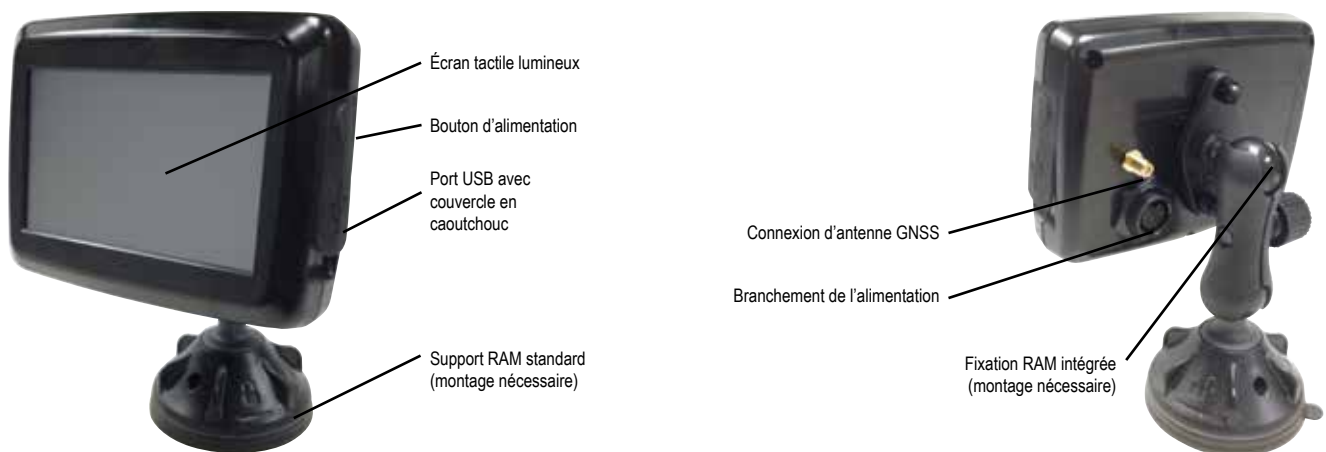 Écran tactile lumineux
Bouton d’alimentation
Port USB avec
couvercle en
caoutchouc
Support RAM standard
(montage nécessaire)
Connexion d’antenne GNSS
Branchement de l’alimentation
Fixation RAM intégrée
(montage nécessaire)